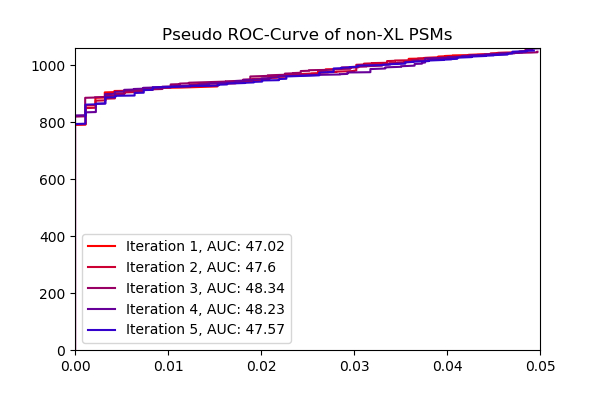 Pseudo ROC-Curve of non-XL PSMs
1000
800
600
400
200
0
Iteration 1, AUC: 47.02
Iteration 2, AUC: 47.6
Iteration 3, AUC: 48.34
Iteration 4, AUC: 48.23
Iteration 5, AUC: 47.57
0.00 0.01 0.02 0.03 0.04 0.05